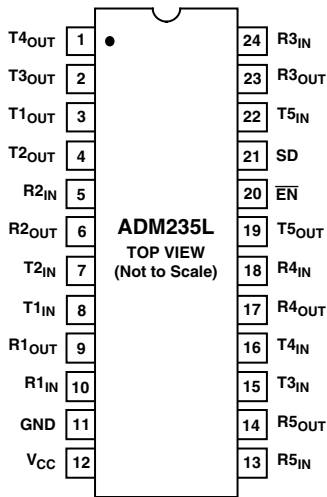 T4OUT 1 24 R3IN
T3OUT 2 23 R3OUT
T1OUT 3 22 T5IN
T2OUT 4 21 SD
R2IN 5 20 E̅N̅
R2OUT 6 19 T5OUT
T2IN 7 18 R4IN
T1IN 8 17 R4OUT
R1OUT 9 16 T4IN
R1IN 10 15 T3IN
GND 11 14 R5OUT
VCC 12 13 R5IN
ADM235L
TOP VIEW
(Not to Scale)